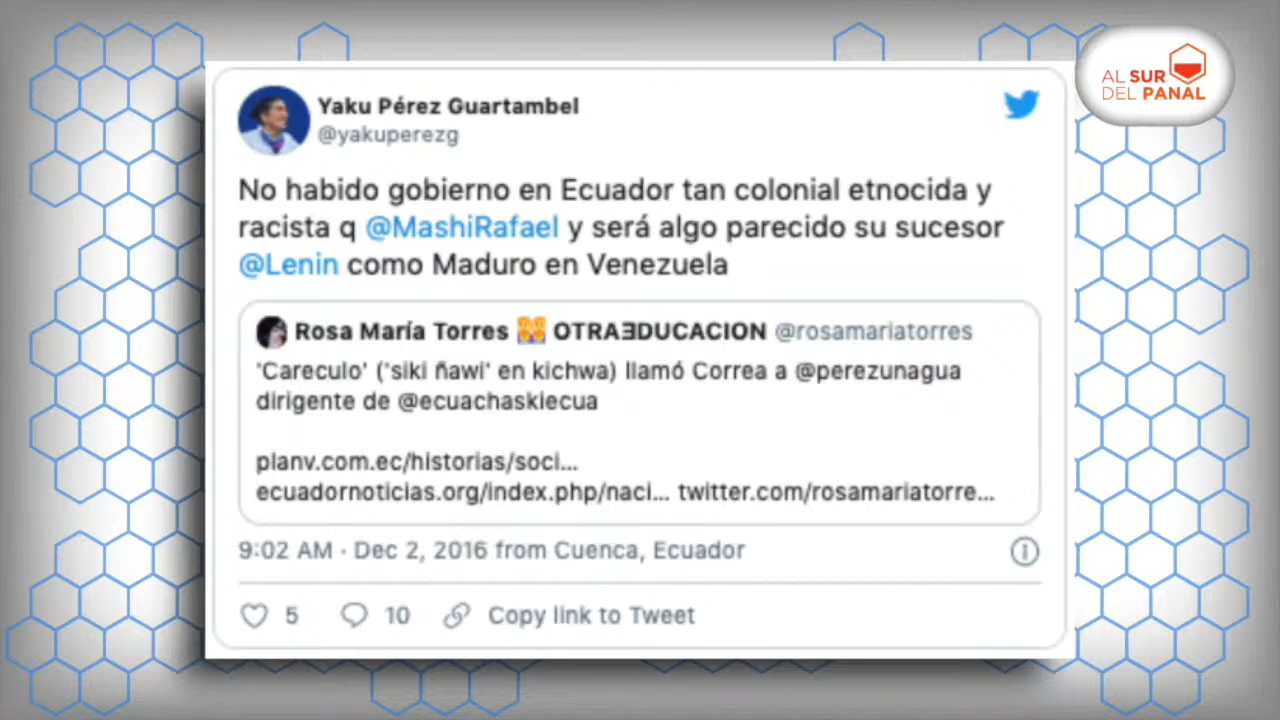 AL SUR
DEL PANAL
Yaku Pérez Guartambel
@yakuperezg
No habido gobierno en Ecuador tan colonial etnocida y
racista q @MashiRafael y será algo parecido su sucesor
@Lenin como Maduro en Venezuela
Rosa María Torres OTRAƎDUCACION @rosamariatorres
'Careculo' ('siki ñawi' en kichwa) llamó Correa a @perezunagua
dirigente de @ecuachaskiecua
planv.com.ec/historias/soci...
ecuadornoticias.org/index.php/naci... twitter.com/rosamariatorre...
9:02 AM · Dec 2, 2016 from Cuenca, Ecuador
5 10 Copy link to Tweet